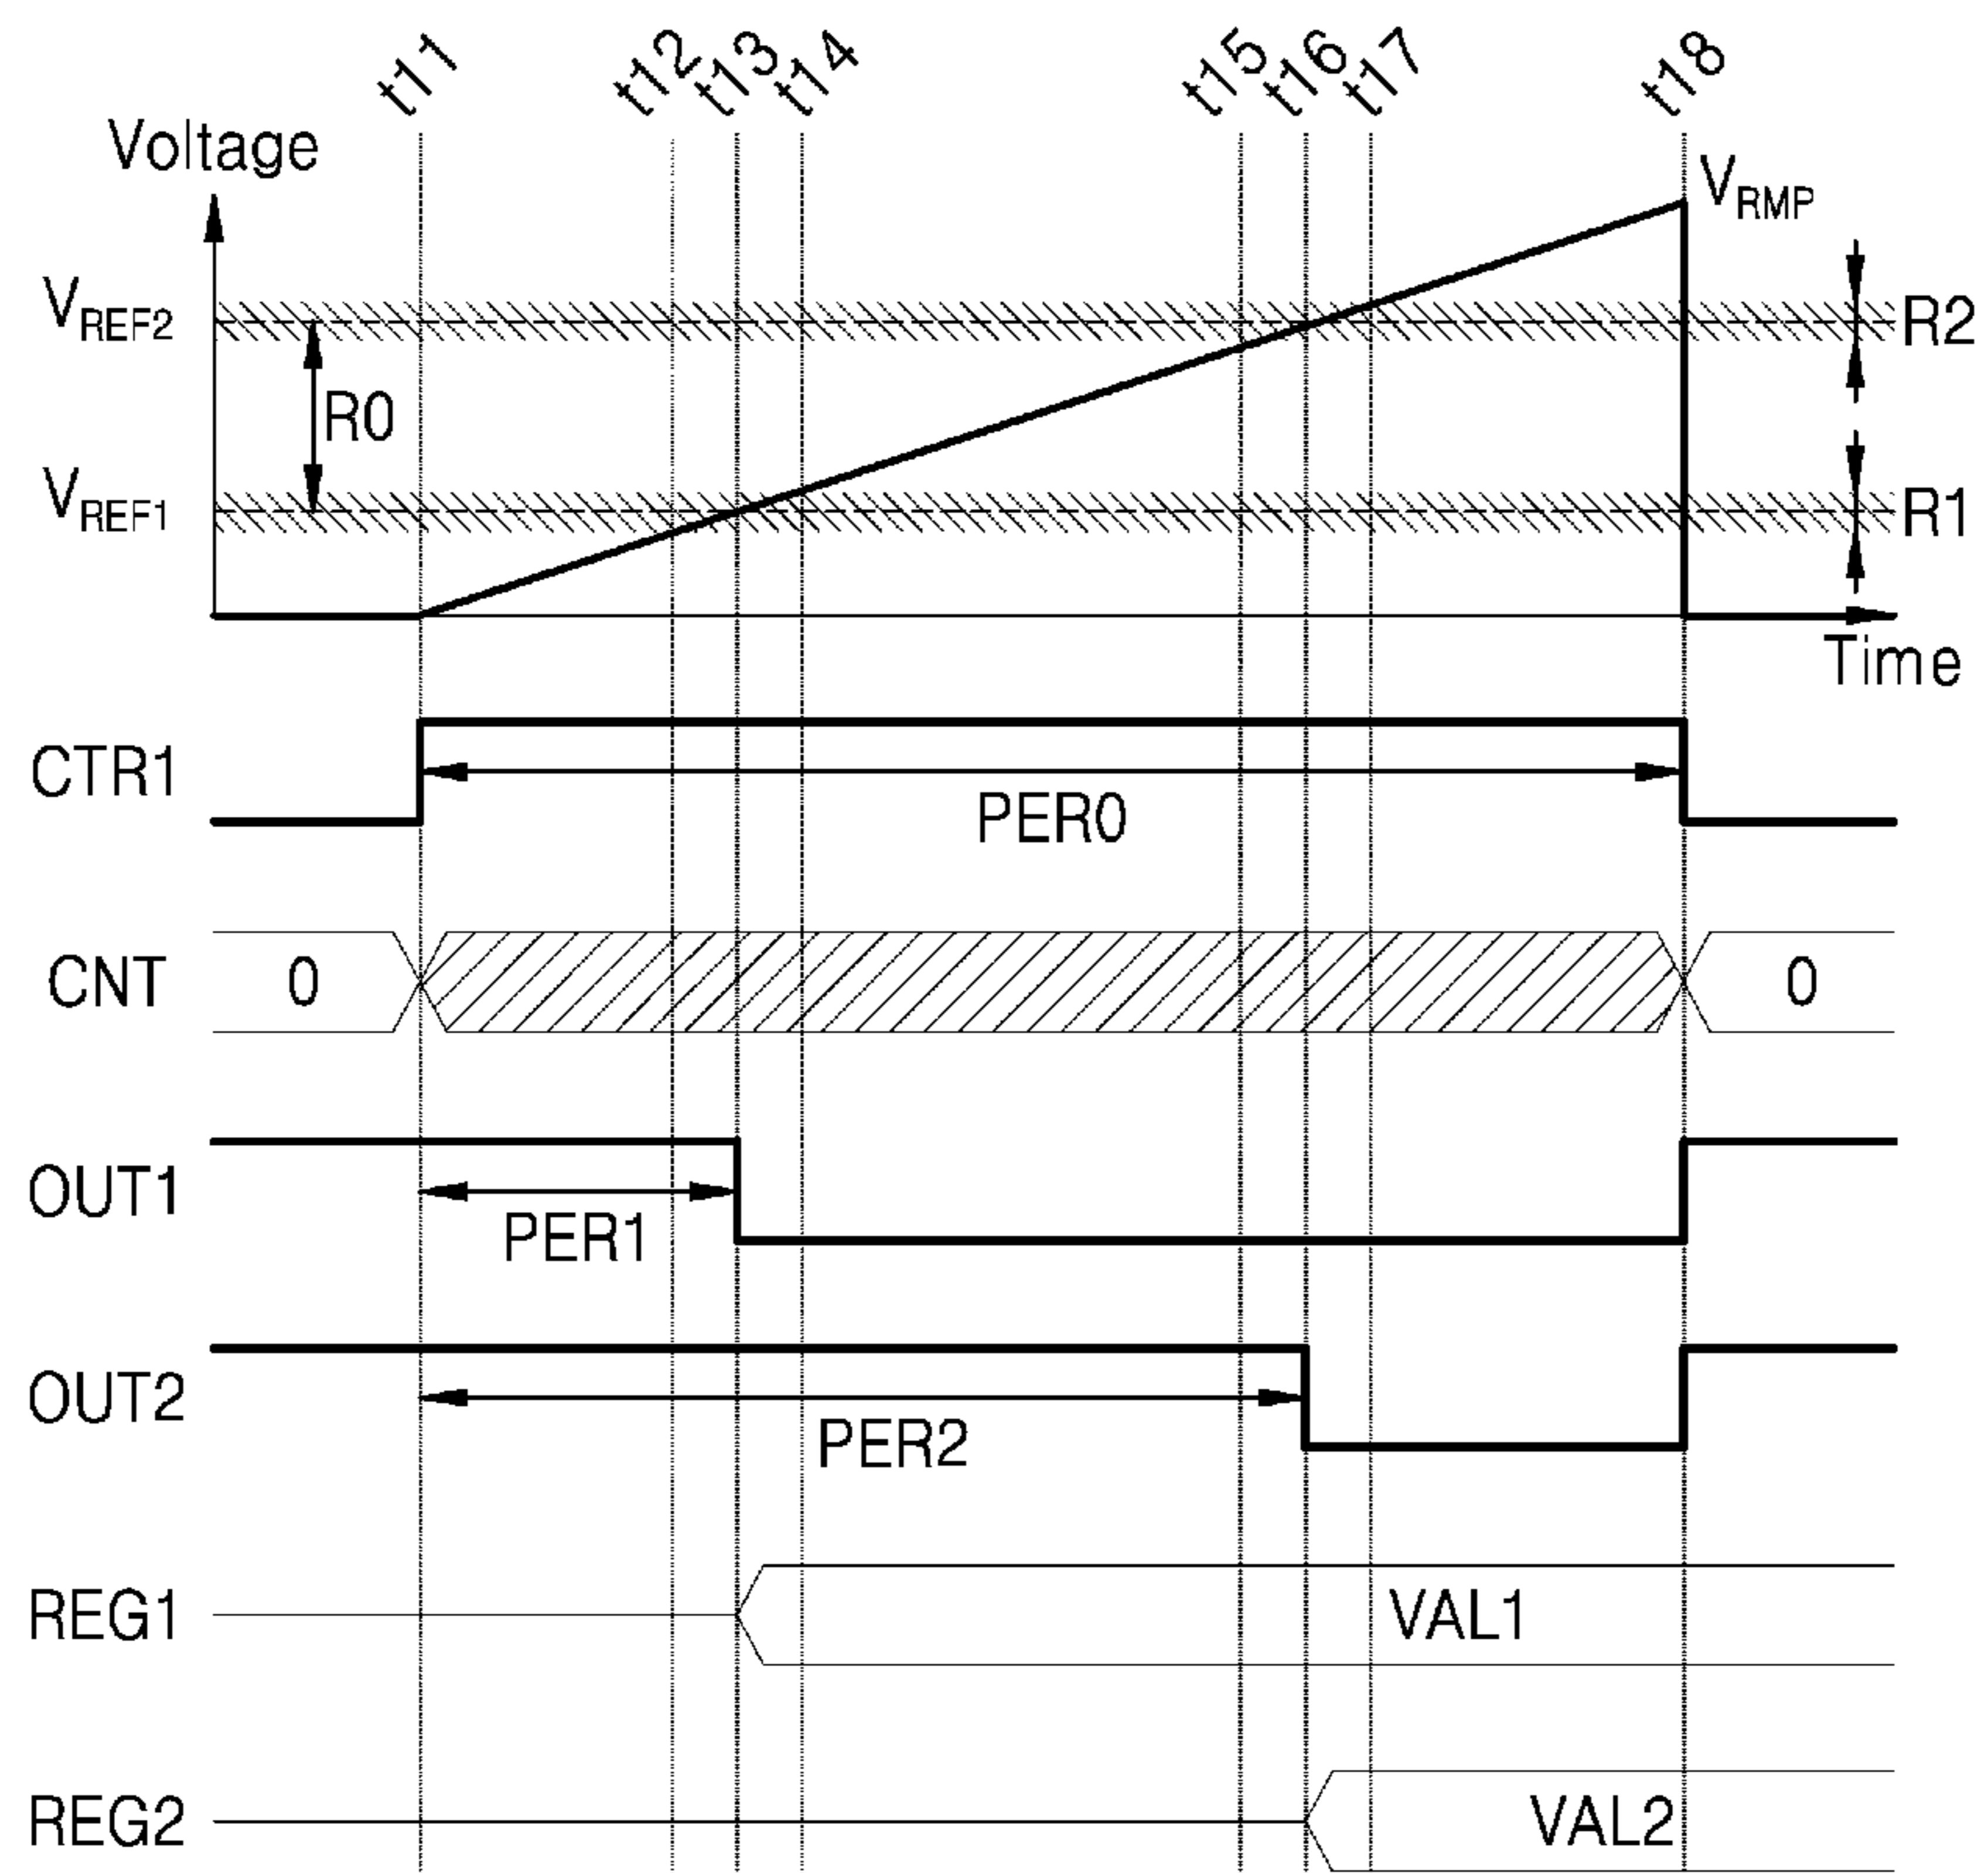 t11 t12 t13 t14 t15 t16 t17 t18
Voltage
VRMP
VREF2
R2
R0
VREF1
R1
Time
CTR1
PER0
CNT 0 0
OUT1
PER1
OUT2
PER2
REG1 VAL1
REG2 VAL2